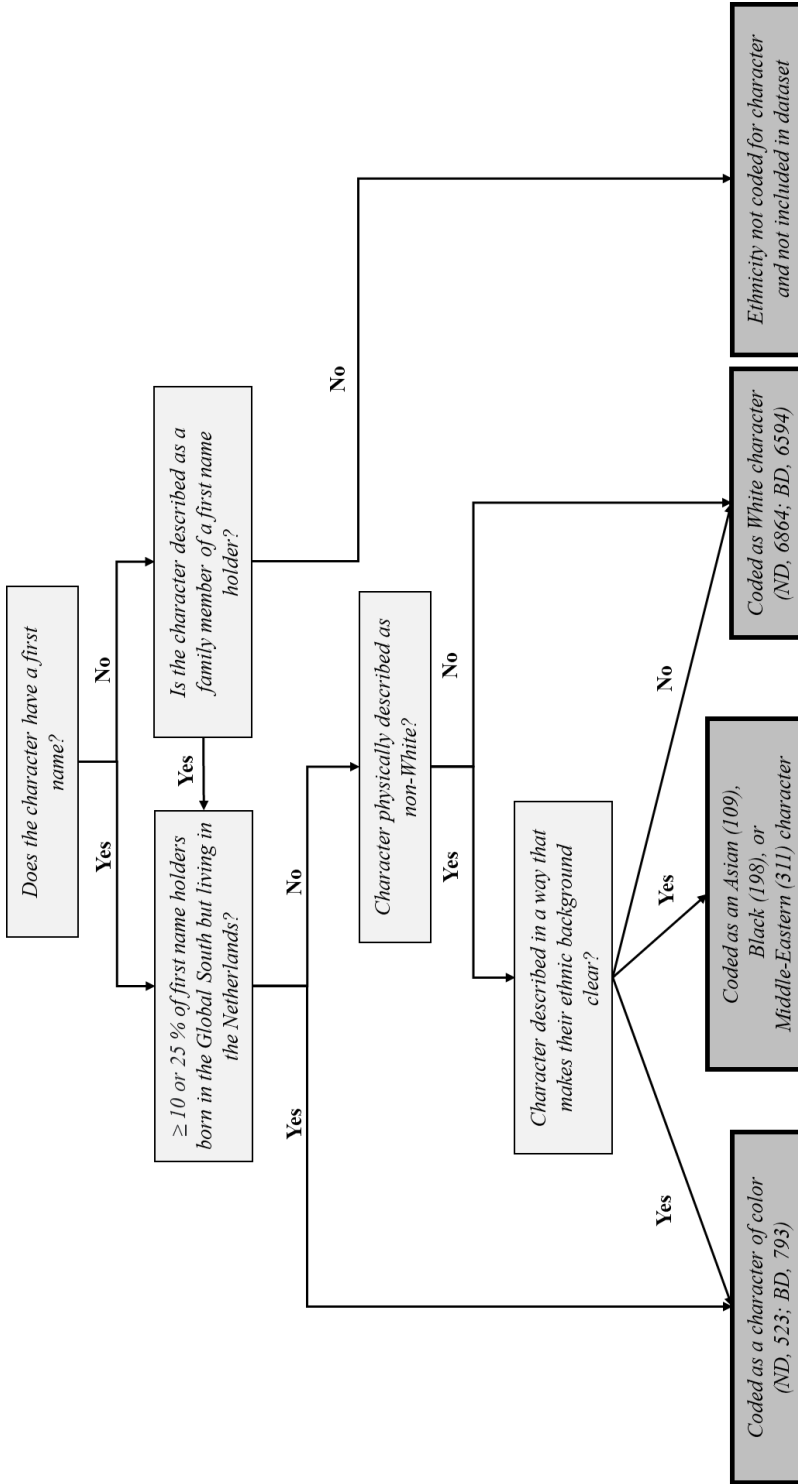 Does the character have a first
name?
Yes
No
≥ 10 or 25 % of first name holders
born in the Global South but living in
the Netherlands?
Yes
Is the character described as a
family member of a first name
holder?
Yes
No
No
Character physically described as
non-White?
Yes
No
Character described in a way that
makes their ethnic background
clear?
Yes
Yes
No
Coded as a character of color
(ND, 523; BD, 793)
Coded as an Asian (109),
Black (198), or
Middle-Eastern (311) character
Coded as White character
(ND, 6864; BD, 6594)
Ethnicity not coded for character
and not included in dataset